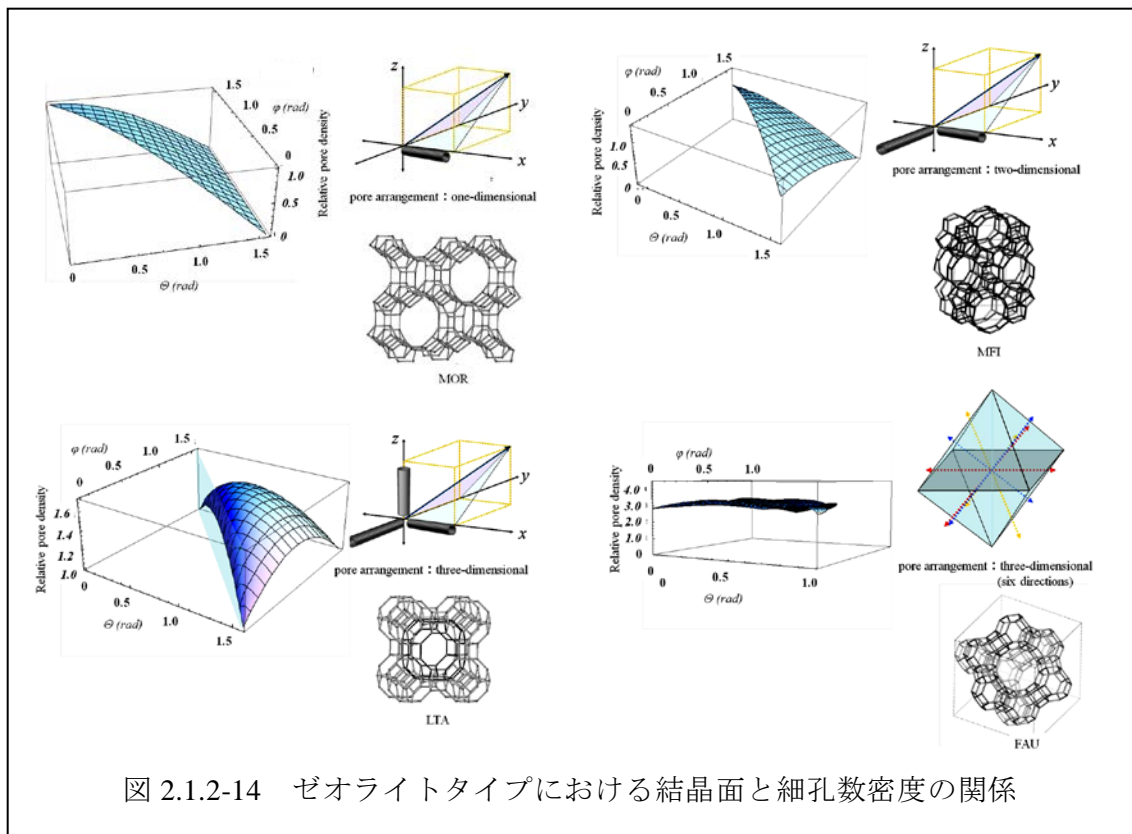 1.5
φ (rad) 1.0
0.5
0
1.0
0.5
0
Relative pore density
0
0.5
1.0
1.5
Θ (rad)
z
y
x
pore arrangement：one-dimensional
MOR
1.5
φ (rad)
1.0
0.5
0
1.0
0.5
0
Relative pore density
0
0.5
1.0
1.5
Θ (rad)
z
y
x
pore arrangement：two-dimensional
MFI
1.5
φ (rad)
1.0
0.5
0
1.6
1.4
1.2
1.0
Relative pore density
0
0.5
1.0
1.5
Θ (rad)
z
y
x
pore arrangement：three-dimensional
LTA
0 0.5 1.0
φ (rad)
4.0
3.0
2.0
1.0
0
Relative pore density
0
0.5
1.0
Θ (rad)
pore arrangement：three-dimensional
(six directions)
FAU
図 2.1.2-14 ゼオライトタイプにおける結晶面と細孔数密度の関係